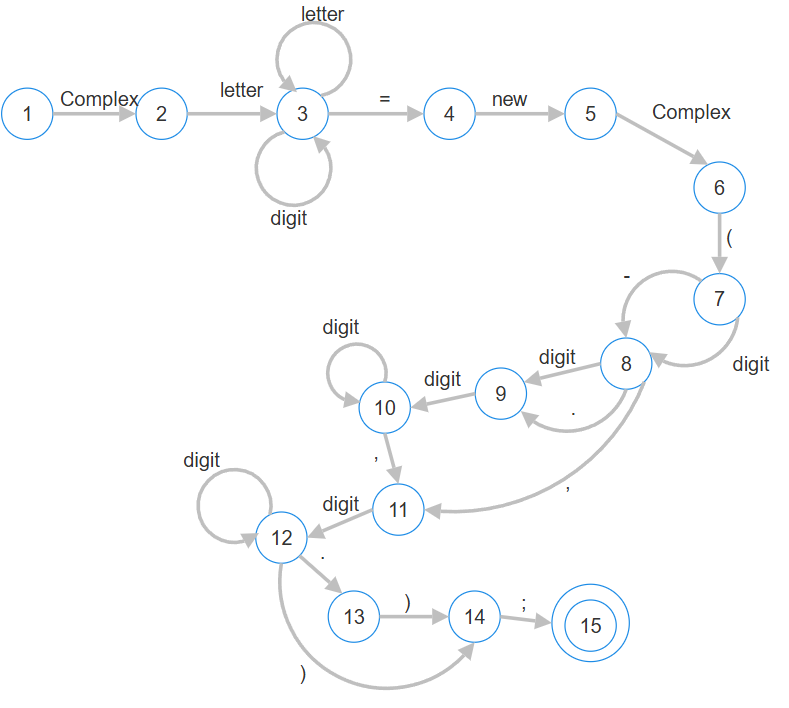 letter
1 Complex 2 letter 3 = 4 new 5 Complex
digit
6
(
7
-
digit
8
digit
.
9
digit
10
digit
,
,
11
digit
12
digit
.
13
)
14
;
15
)